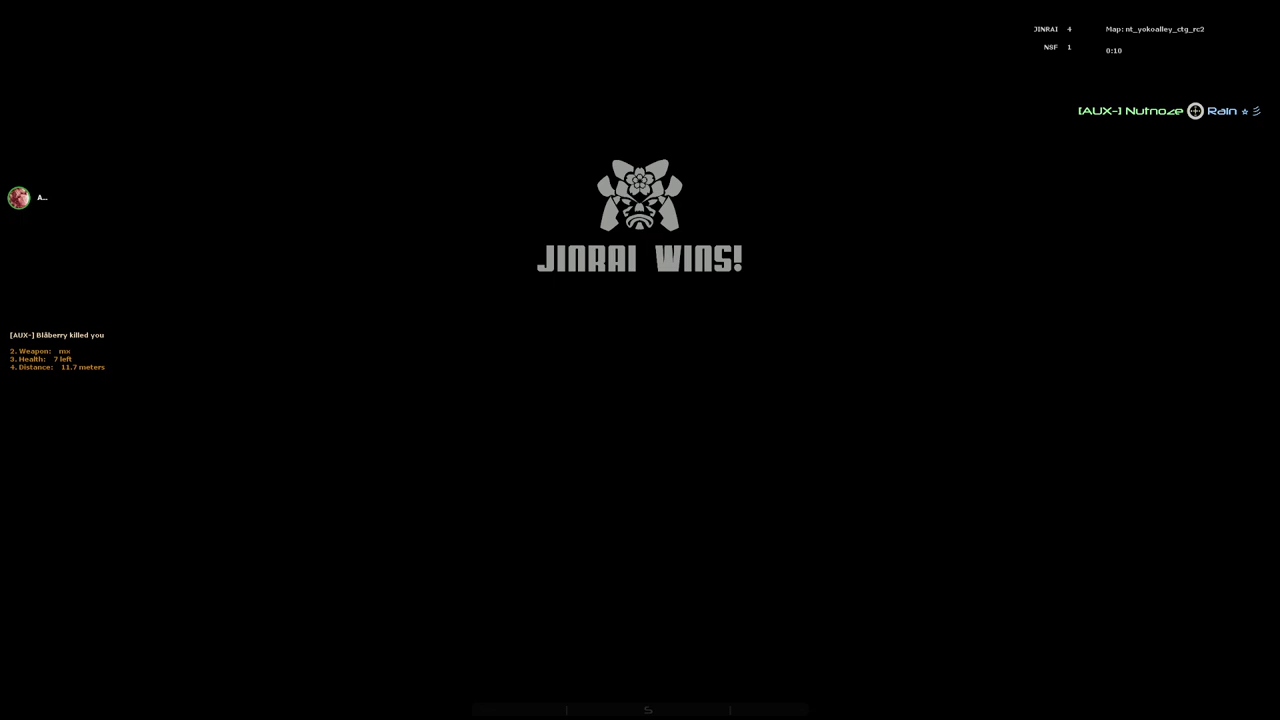 JINRAI 4
Map: nt_yokoalley_ctg_rc2
NSF 1
0:10
[AUX-] Nutnoze Rain ☆彡
A...
JINRAI WINS!
[AUX-] Blåberry killed you
2. Weapon: mx
3. Health: 7 left
4. Distance: 11.7 meters